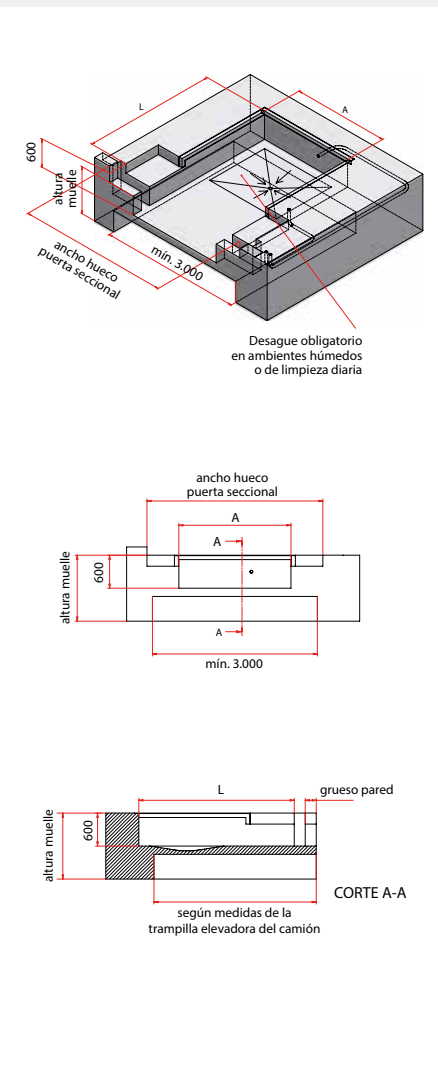 L
A
600
altura
muelle
ancho hueco
puerta seccional
mín. 3.000
Desague obligatorio
en ambientes húmedos
o de limpieza diaria
ancho hueco
puerta seccional
A
A
600
altura muelle
A
mín. 3.000
L
grueso pared
600
altura muelle
CORTE A-A
según medidas de la
trampilla elevadora del camión